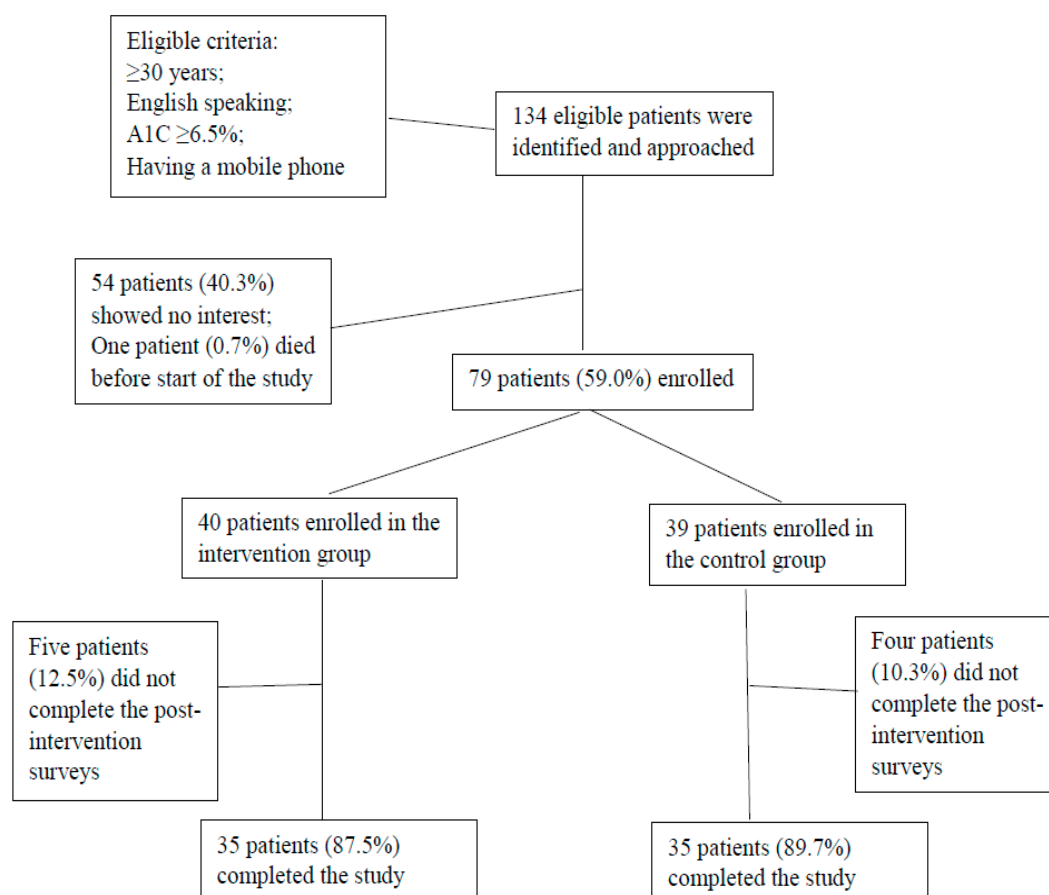 Eligible criteria:
≥30 years;
English speaking;
A1C ≥6.5%;
Having a mobile phone
134 eligible patients were
identified and approached
54 patients (40.3%)
showed no interest;
One patient (0.7%) died
before start of the study
79 patients (59.0%) enrolled
40 patients enrolled in the
intervention group
39 patients enrolled in
the control group
Five patients
(12.5%) did not
complete the post-
intervention
surveys
Four patients
(10.3%) did not
complete the post-
intervention
surveys
35 patients (87.5%)
completed the study
35 patients (89.7%)
completed the study